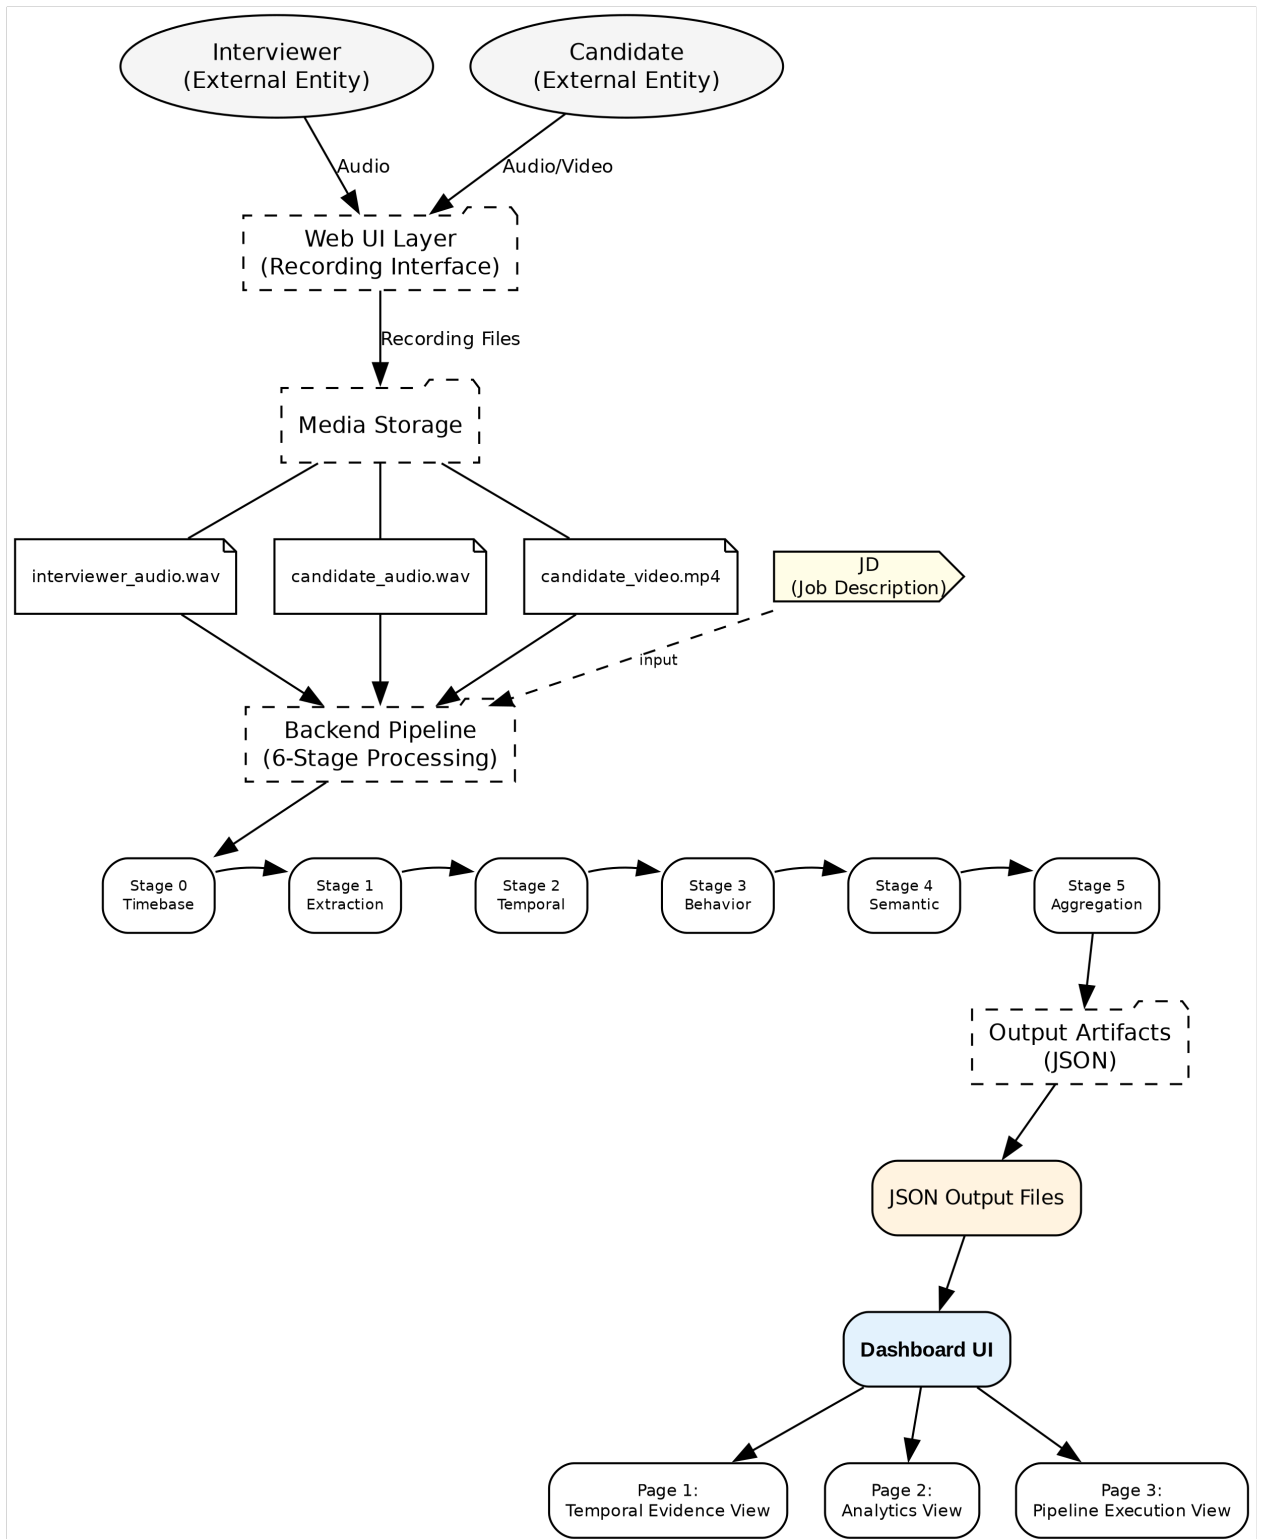 Interviewer
(External Entity)
Candidate
(External Entity)
Audio
Audio/Video
Web UI Layer
(Recording Interface)
Recording Files
Media Storage
interviewer_audio.wav
candidate_audio.wav
candidate_video.mp4
JD
(Job Description)
input
Backend Pipeline
(6-Stage Processing)
Stage 0
Timebase
Stage 1
Extraction
Stage 2
Temporal
Stage 3
Behavior
Stage 4
Semantic
Stage 5
Aggregation
Output Artifacts
(JSON)
JSON Output Files
Dashboard UI
Page 1:
Temporal Evidence View
Page 2:
Analytics View
Page 3:
Pipeline Execution View